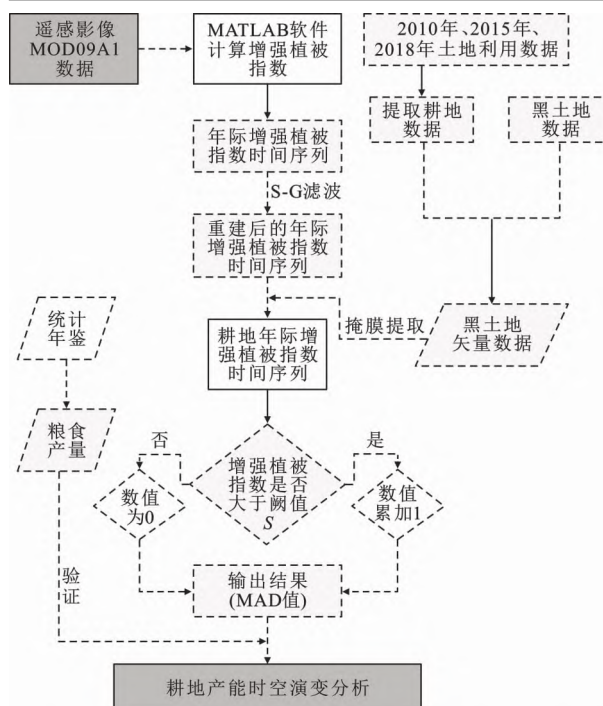 遥感影像
MOD09A1
数据
MATLAB软件
计算增强植被
指数
2010年、2015年、
2018年土地利用数据
提取耕地
数据
黑土地
数据
年际增强植被
指数时间序列
S-G滤波
重建后的年际
增强植被指数
时间序列
统计
年鉴
掩膜提取
黑土地
矢量数据
耕地年际增
强植被指数
时间序列
粮食
产量
否
是
增强植被
指数是否
大于阙值
S
数值
为0
数值
累加1
验
证
输出结果
(MAD值)
耕地产能时空演变分析